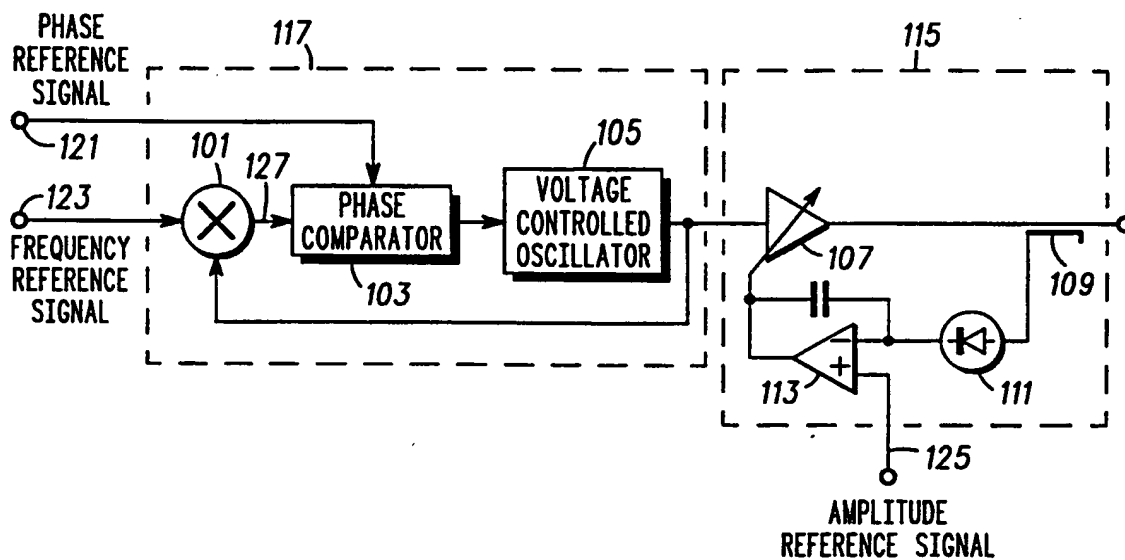 PHASE
REFERENCE
SIGNAL
117
115
121
101
127
105
123
PHASE
COMPARATOR
VOLTAGE
CONTROLLED
OSCILLATOR
107
109
FREQUENCY
REFERENCE
SIGNAL
103
113
111
125
AMPLITUDE
REFERENCE SIGNAL